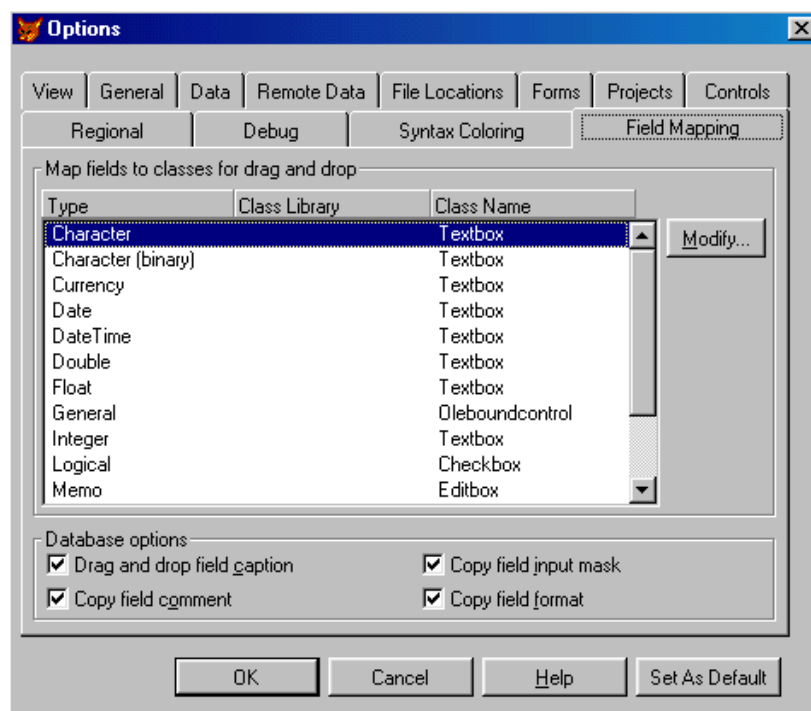 Options
View General Data Remote Data File Locations Forms Projects Controls
Regional Debug Syntax Coloring Field Mapping
Map fields to classes for drag and drop
Type Class Library Class Name
Character Textbox
Modify...
Character (binary) Textbox
Currency Textbox
Date Textbox
DateTime Textbox
Double Textbox
Float Textbox
General Oleboundcontrol
Integer Textbox
Logical Checkbox
Memo Editbox
Database options
Drag and drop field caption Copy field input mask
Copy field comment Copy field format
OK Cancel Help Set As Default